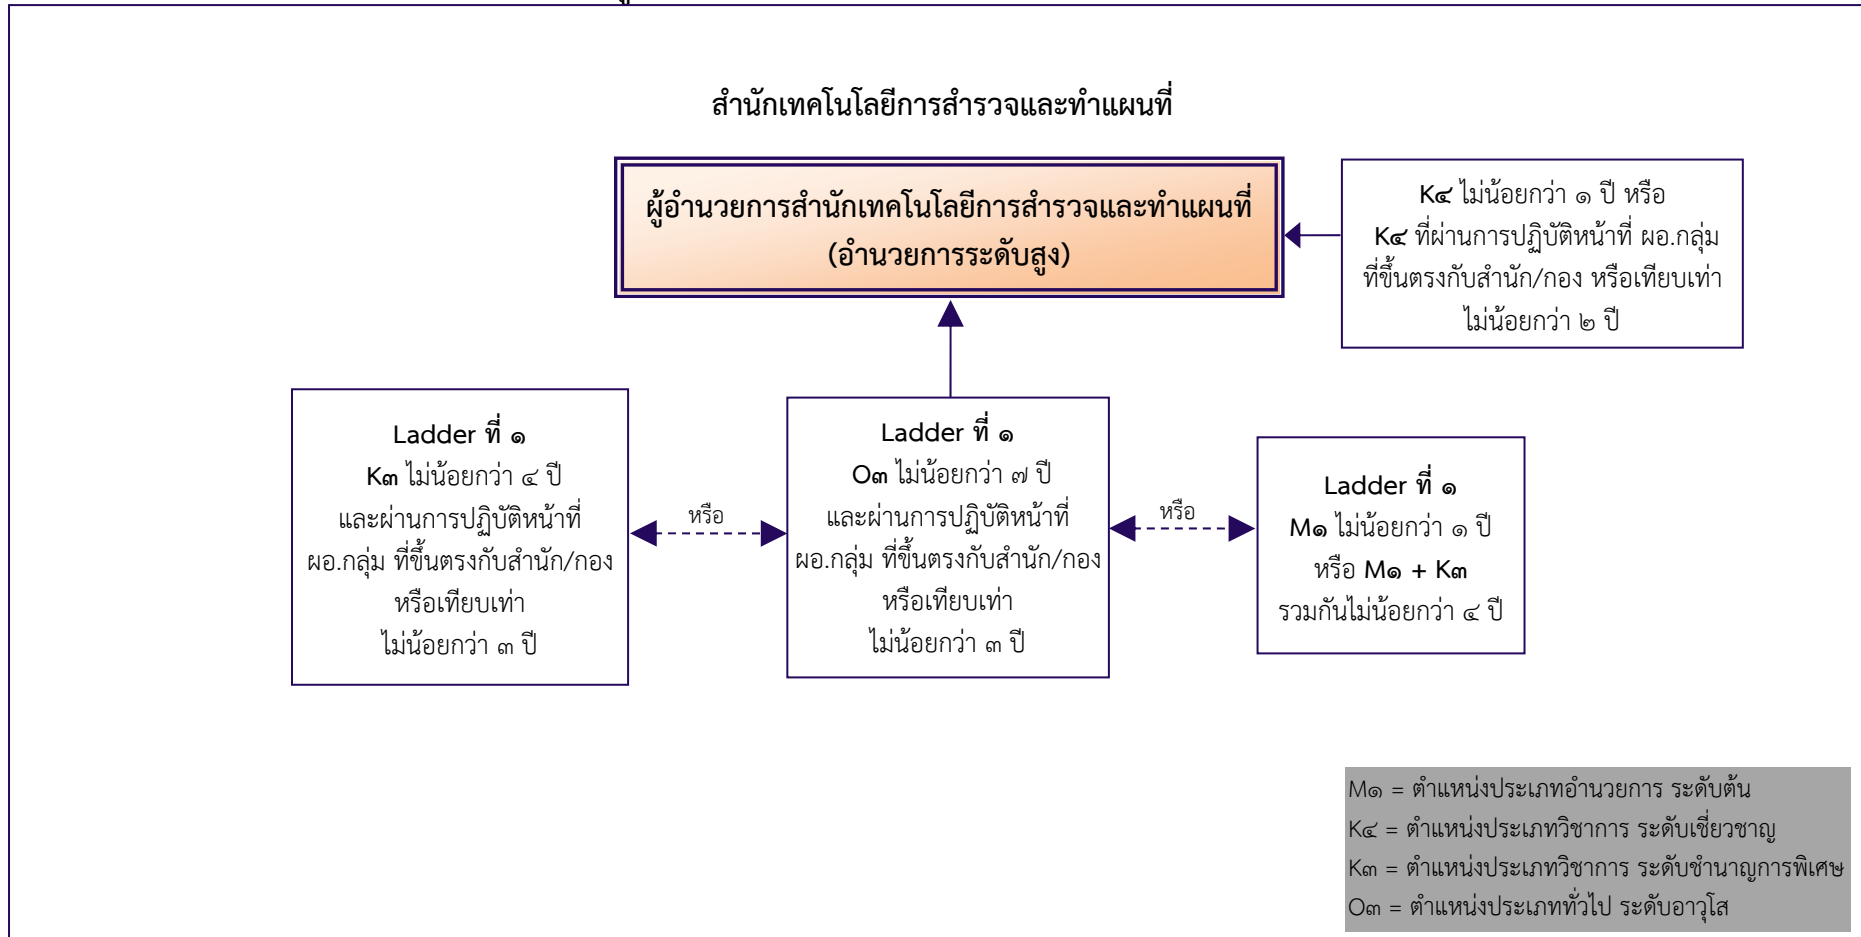 สำนักเทคโนโลยีการสำรวจและทำแผนที่
ผู้อำนวยการสำนักเทคโนโลยีการสำรวจและทำแผนที่
(อำนวยการระดับสูง)
K๔ ไม่น้อยกว่า ๑ ปี หรือ
K๔ ที่ผ่านการปฏิบัติหน้าที่ ผอ.กลุ่ม
ที่ขึ้นตรงกับสำนัก/กอง หรือเทียบเท่า
ไม่น้อยกว่า ๒ ปี
Ladder ที่ ๑
K๓ ไม่น้อยกว่า ๔ ปี
และผ่านการปฏิบัติหน้าที่
ผอ.กลุ่ม ที่ขึ้นตรงกับสำนัก/กอง
หรือเทียบเท่า
ไม่น้อยกว่า ๓ ปี
หรือ
Ladder ที่ ๑
O๓ ไม่น้อยกว่า ๗ ปี
และผ่านการปฏิบัติหน้าที่
ผอ.กลุ่ม ที่ขึ้นตรงกับสำนัก/กอง
หรือเทียบเท่า
ไม่น้อยกว่า ๓ ปี
หรือ
Ladder ที่ ๑
M๑ ไม่น้อยกว่า ๑ ปี
หรือ M๑ + K๓
รวมกันไม่น้อยกว่า ๔ ปี
M๑ = ตำแหน่งประเภทอำนวยการ ระดับต้น
K๔ = ตำแหน่งประเภทวิชาการ ระดับเชี่ยวชาญ
K๓ = ตำแหน่งประเภทวิชาการ ระดับชำนาญการพิเศษ
O๓ = ตำแหน่งประเภททั่วไป ระดับอาวุโส